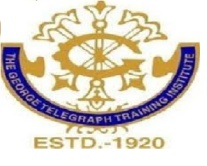 THE GEORGE TELEGRAPH TRAINING INSTITUTE
ESTD.-1920